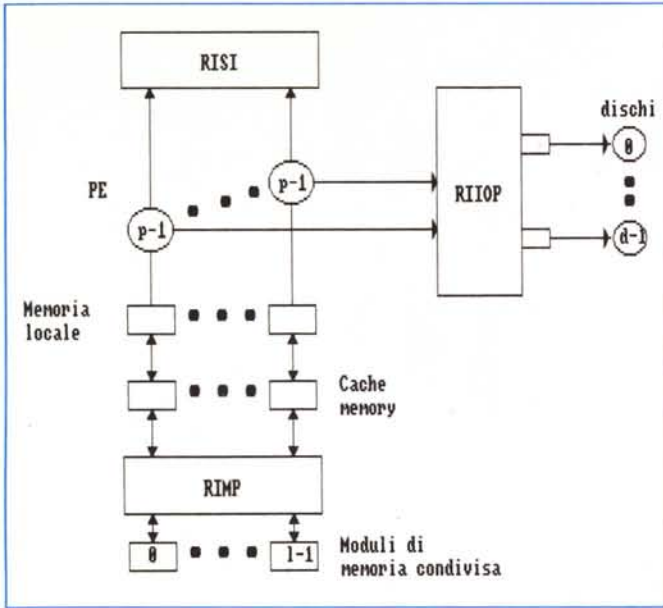 RISI
dischi
0
PE
p-1
RIIOP
p-1
d-1
Memoria
locale
Cache
memory
RIMP
0
l-1
Moduli di
memoria condivisa